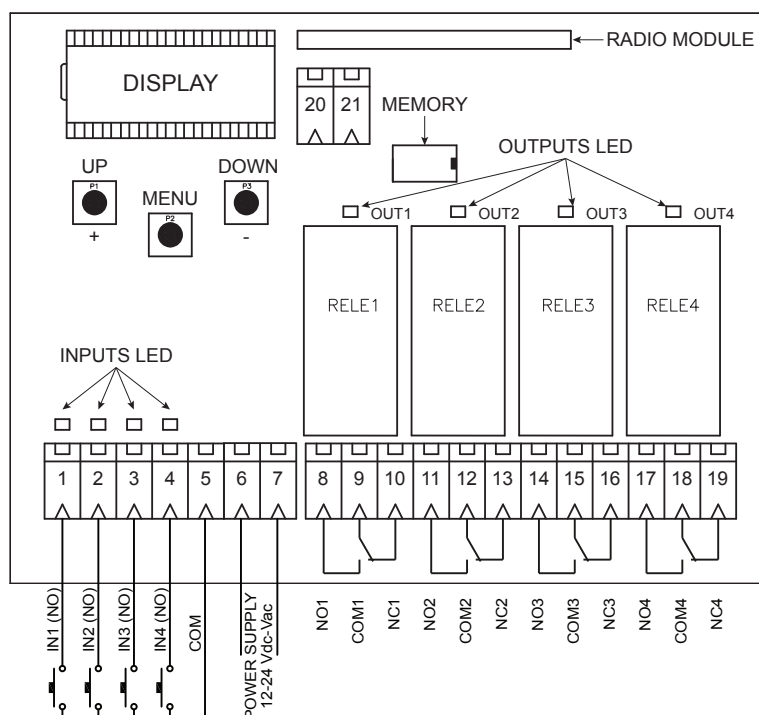 RADIO MODULE
DISPLAY
20 21
MEMORY
OUTPUTS LED
UP
DOWN
MENU
P1
P3
P2
+
-
OUT1
OUT2
OUT3
OUT4
RELE1
RELE2
RELE3
RELE4
INPUTS LED
1 2 3 4 5 6 7
8 9 10 11 12 13 14 15 16 17 18 19
IN1 (NO)
IN2 (NO)
IN3 (NO)
IN4 (NO)
COM
POWER SUPPLY
12-24 Vdc-Vac
NO1
COM1
NC1
NO2
COM2
NC2
NO3
COM3
NC3
NO4
COM4
NC4